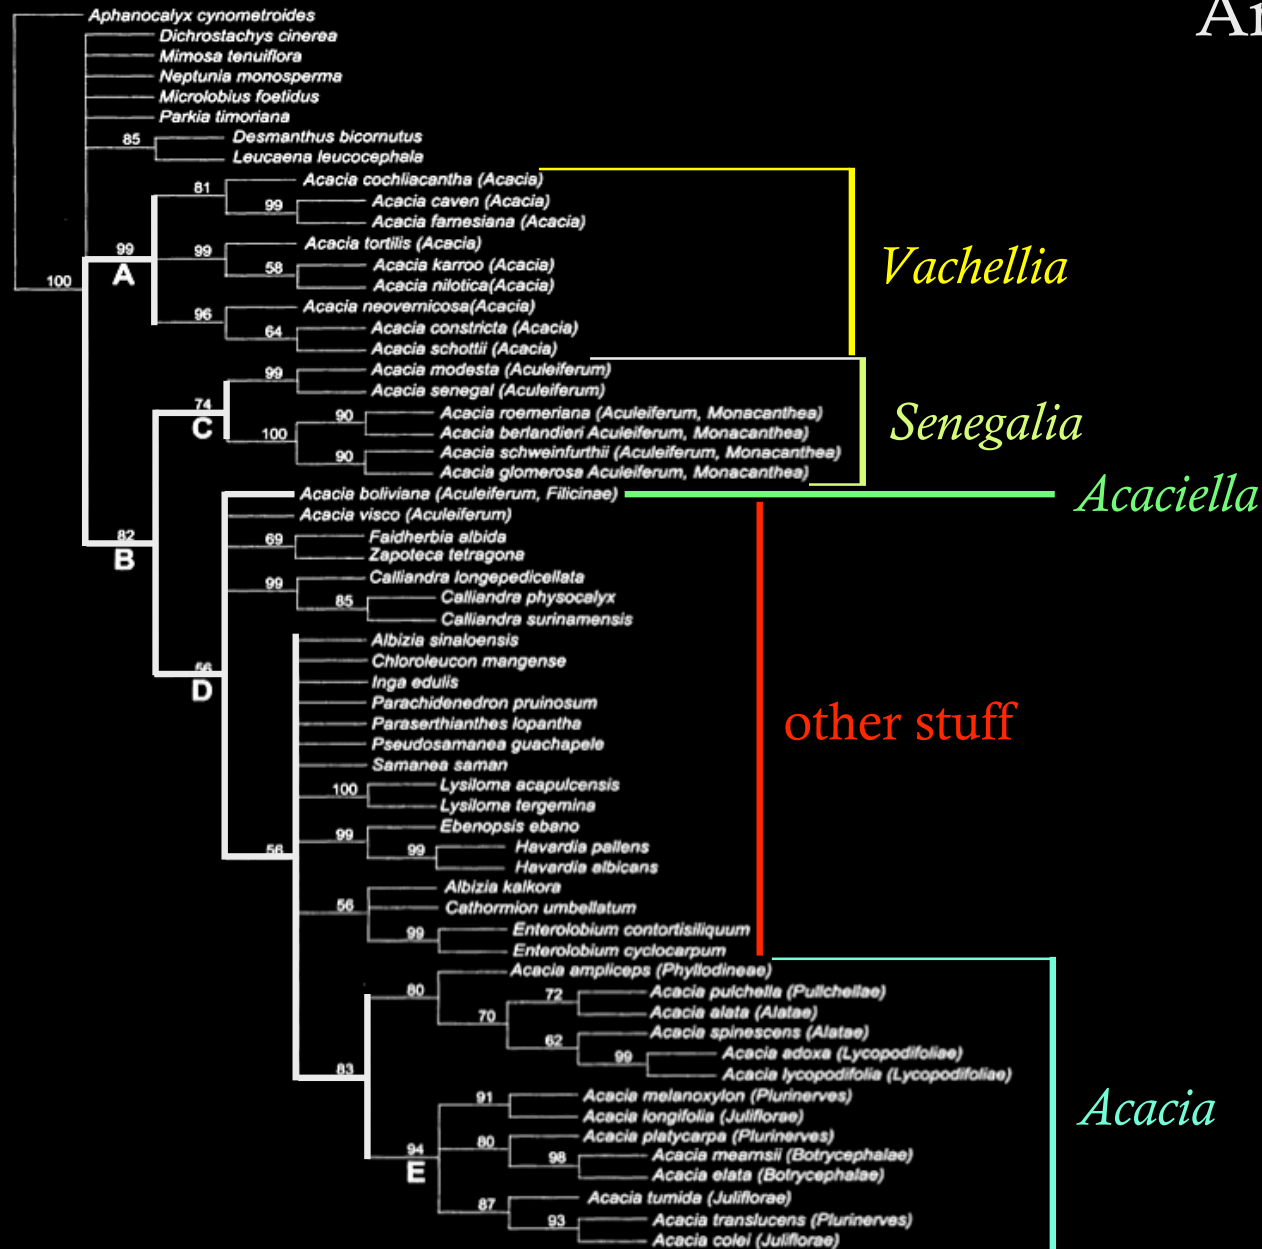 Ar
Aphanocalyx cynometroides
Dichrostachys cinerea
Mimosa tenuiflora
Neptunia monosperma
Microlobius foetidus
Parkia timoriana
85
Desmanthus bicornutus
Leucaena leucocephala
Acacia cochliacantha (Acacia)
81
99
Acacia caven (Acacia)
Acacia farnesiana (Acacia)
99
A
99
Acacia tortilis (Acacia)
58
Acacia karroo (Acacia)
Acacia nilotica(Acacia)
100
Vachellia
Acacia neovernicosa(Acacia)
96
64
Acacia constricta (Acacia)
Acacia schottii (Acacia)
99
Acacia modesta (Aculeiferum)
Acacia senegal (Aculeiferum)
74
C
90
Acacia roemeriana (Aculeiferum, Monacanthea)
Acacia berlandieri Aculeiferum, Monacanthea)
100
90
Acacia schweinfurthii (Aculeiferum, Monacanthea)
Acacia glomerosa Aculeiferum, Monacanthea)
Senegalia
Acacia boliviana (Aculeiferum, Filicinae)
Acaciella
Acacia visco (Aculeiferum)
82
B
69
Faidherbia albida
Zapoteca tetragona
99
Calliandra longepedicellata
85
Calliandra physocalyx
Calliandra surinamensis
Albizia sinaloensis
Chloroleucon mangense
56
D
Inga edulis
Parachidenedron pruinosum
Paraserthianthes lopantha
other stuff
Pseudosamanea guachapele
Samanea saman
100
Lysiloma acapulcensis
Lysiloma tergemina
99
Ebenopsis ebano
99
Havardia pallens
Havardia albicans
56
Albizia kalkora
56
Cathormion umbellatum
99
Enterolobium contortisiliquum
Enterolobium cyclocarpum
80
Acacia ampliceps (Phyllodineae)
72
Acacia pulchella (Pullchellae)
Acacia alata (Alatae)
70
62
Acacia spinescens (Alatae)
99
Acacia adoxa (Lycopodifoliae)
Acacia lycopodifolia (Lycopodifoliae)
83
91
Acacia melanoxylon (Plurinerves)
Acacia longifolia (Juliflorae)
Acacia
94
E
80
Acacia platycarpa (Plurinerves)
98
Acacia mearnsii (Botrycephalae)
Acacia elata (Botrycephalae)
87
Acacia tumida (Juliflorae)
93
Acacia translucens (Plurinerves)
Acacia colei (Juliflorae)